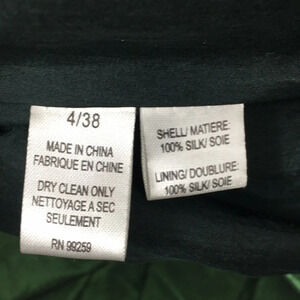 4/38
MADE IN CHINA
FABRIQUE EN CHINE
DRY CLEAN ONLY
NETTOYAGE A SEC
SEULEMENT
RN 99259
SHELL/ MATIERE:
100% SILK/ SOIE
LINING/ DOUBLURE:
100% SILK/ SOIE